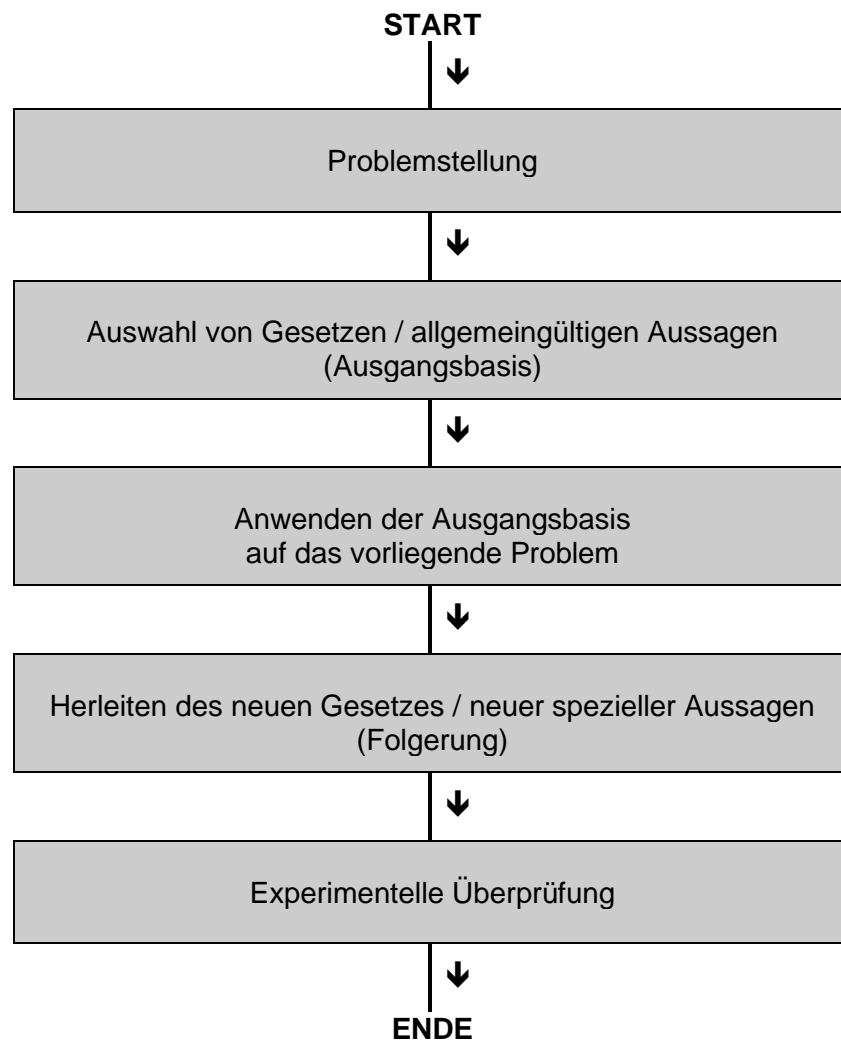 START
Problemstellung
Auswahl von Gesetzen / allgemeingültigen Aussagen
(Ausgangsbasis)
Anwenden der Ausgangsbasis
auf das vorliegende Problem
Herleiten des neuen Gesetzes / neuer spezieller Aussagen
(Folgerung)
Experimentelle Überprüfung
ENDE